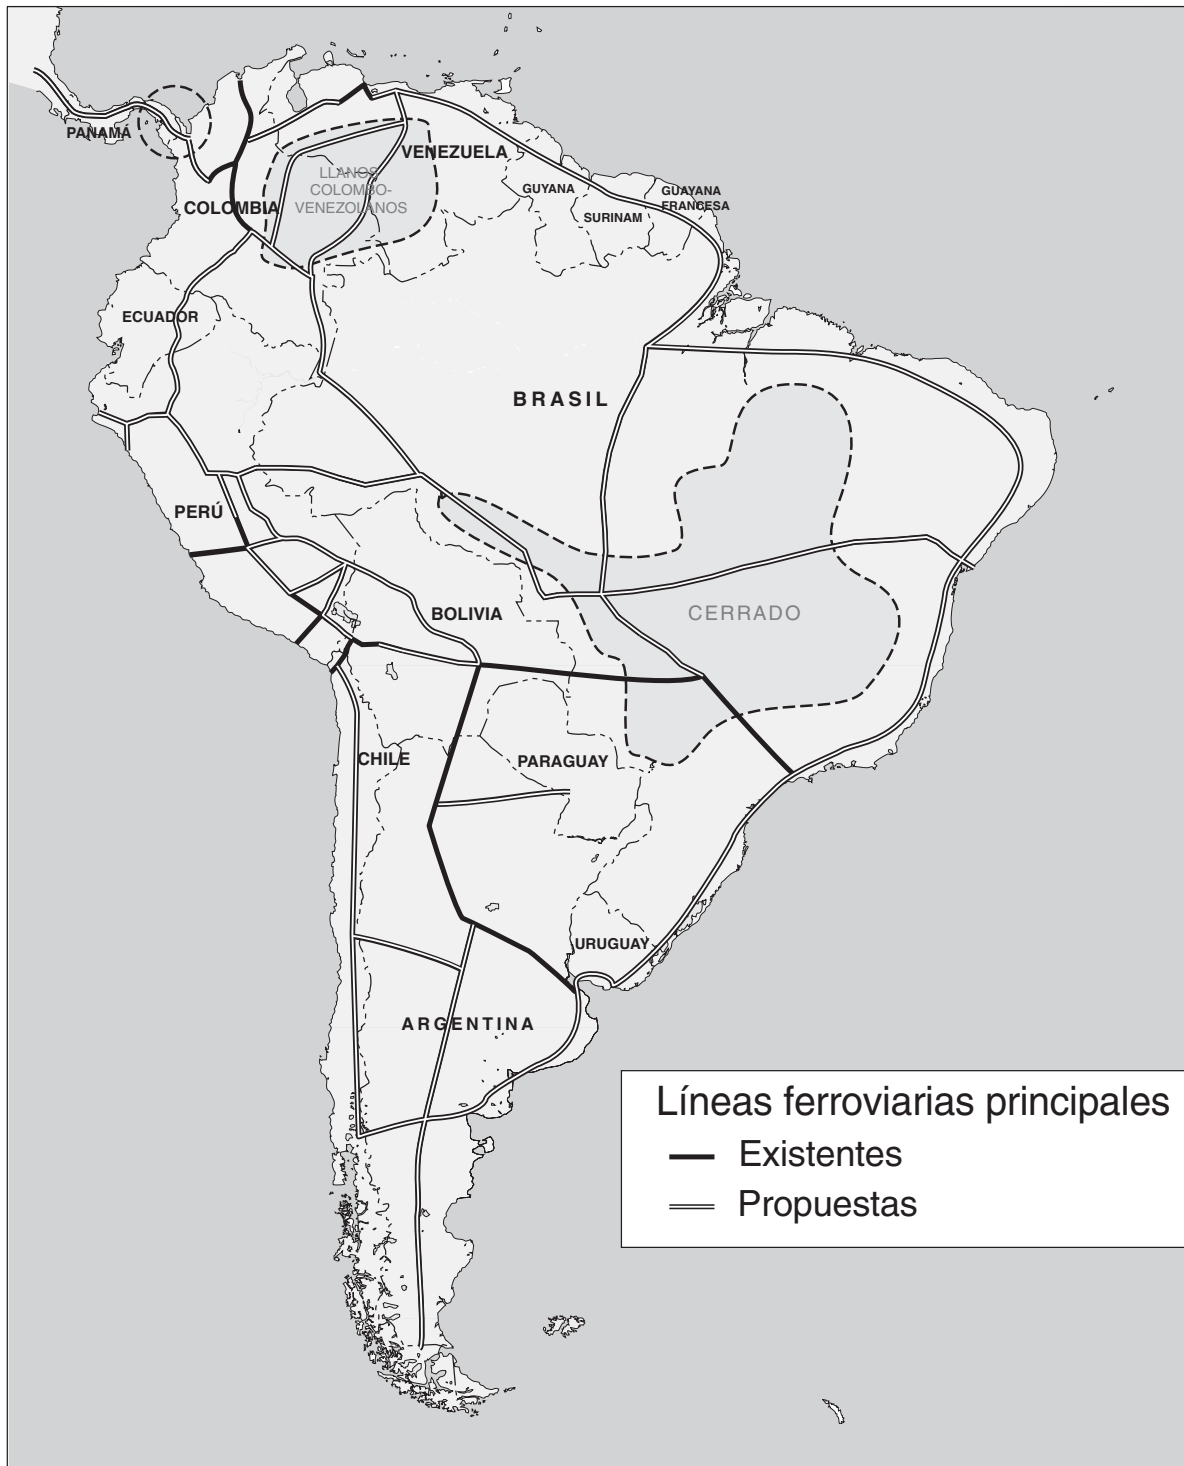 PANAMÁ
VENEZUELA
LLANOS
COLOMBO-
VENEZOLANOS
COLOMBIA
GUYANA
SURINAM
GUAYANA
FRANCESA
ECUADOR
BRASIL
PERÚ
BOLIVIA
CERRADO
CHILE
PARAGUAY
URUGUAY
ARGENTINA
Líneas ferroviarias principales
Existentes
Propuestas